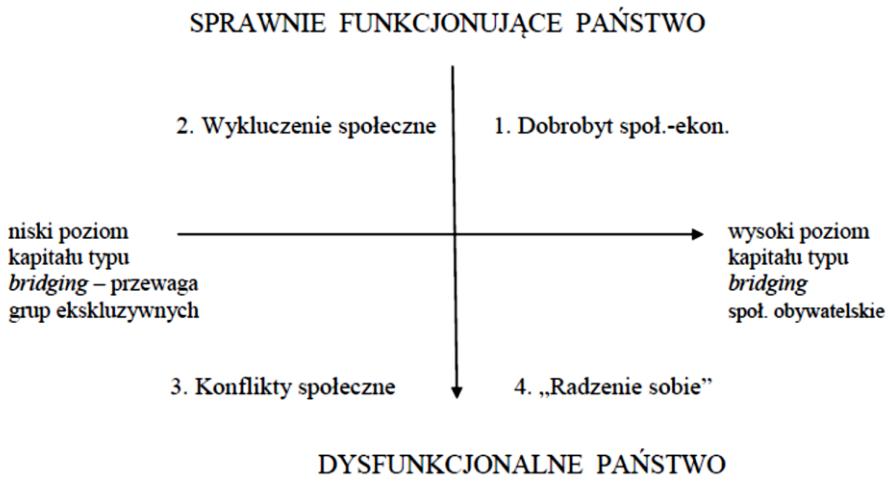 SPRAWNIE FUNKCJONUJĄCE PAŃSTWO
2. Wykluczenie społeczne
1. Dobrobyt społ.-ekon.
niski poziom
kapitału typu
bridging – przewaga
grup ekskluzywnych
wysoki poziom
kapitału typu
bridging
społ. obywatelskie
3. Konflikty społeczne
4. „Radzenie sobie”
DYSFUNKCJONALNE PAŃSTWO